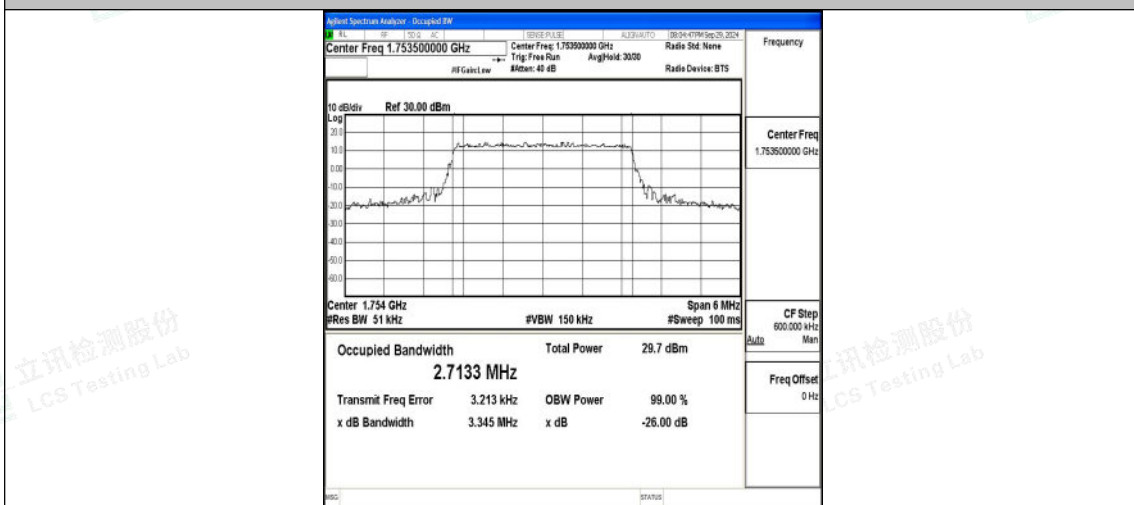 Agilent Spectrum Analyzer - Occupied BW
RL RF 50 Ω AC SENSE:PULSE ALIGNAUTO 08:04:47PM Sep 29, 2024
Center Freq 1.753500000 GHz
Center Freq: 1.753500000 GHz
Radio Std: None
Trig: Free Run Avg|Hold: 30/30
#IFGain:Low #Atten: 40 dB Radio Device: BTS
Frequency
10 dB/div Ref 30.00 dBm
Log
20.0
10.0
0.00
-10.0
-20.0
-30.0
-40.0
-50.0
-60.0
Center Freq
1.753500000 GHz
Center 1.754 GHz Span 6 MHz
#Res BW 51 kHz #VBW 150 kHz #Sweep 100 ms
CF Step
600.000 kHz
Auto Man
Occupied Bandwidth Total Power 29.7 dBm
2.7133 MHz
Transmit Freq Error 3.213 kHz OBW Power 99.00 %
x dB Bandwidth 3.345 MHz x dB -26.00 dB
Freq Offset
0 Hz
MSG STATUS
立讯检测股份
LCS Testing Lab
立讯检测股份
LCS Testing Lab